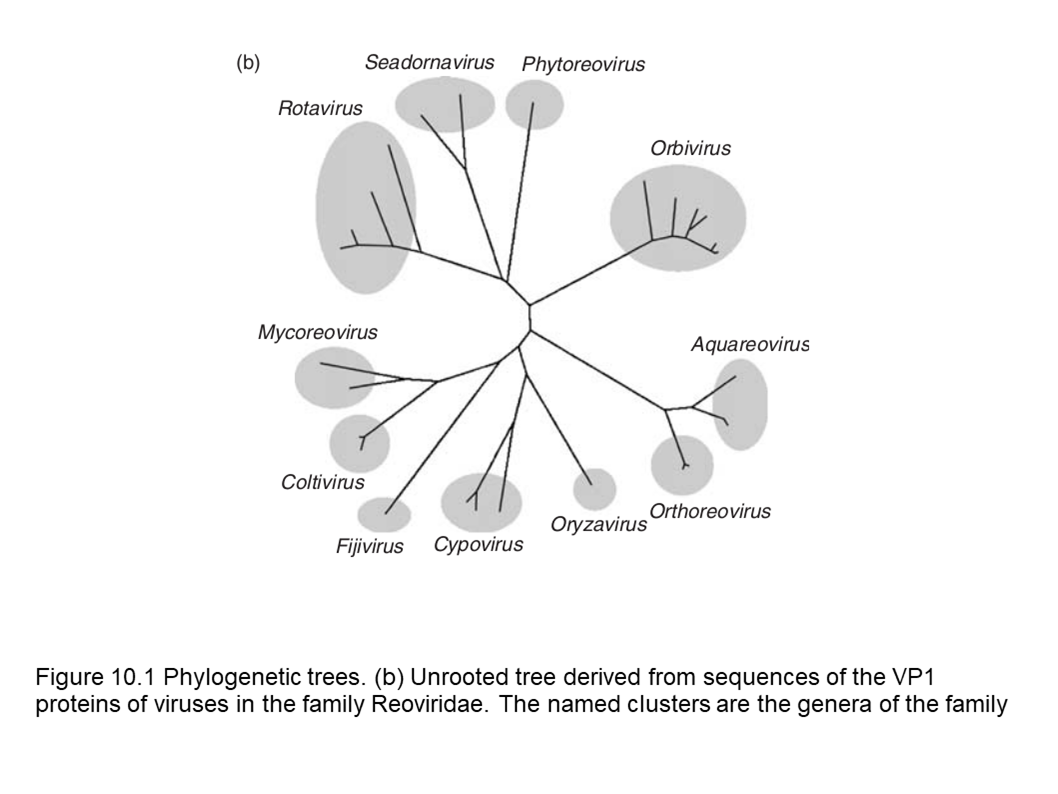 (b)
Seadornavirus
Phytoreovirus
Rotavirus
Orbivirus
Mycoreovirus
Aquareovirus
Coltivirus
Orthoreovirus
Oryzavirus
Fijivirus
Cypovirus
Figure 10.1 Phylogenetic trees. (b) Unrooted tree derived from sequences of the VP1
proteins of viruses in the family Reoviridae. The named clusters are the genera of the family